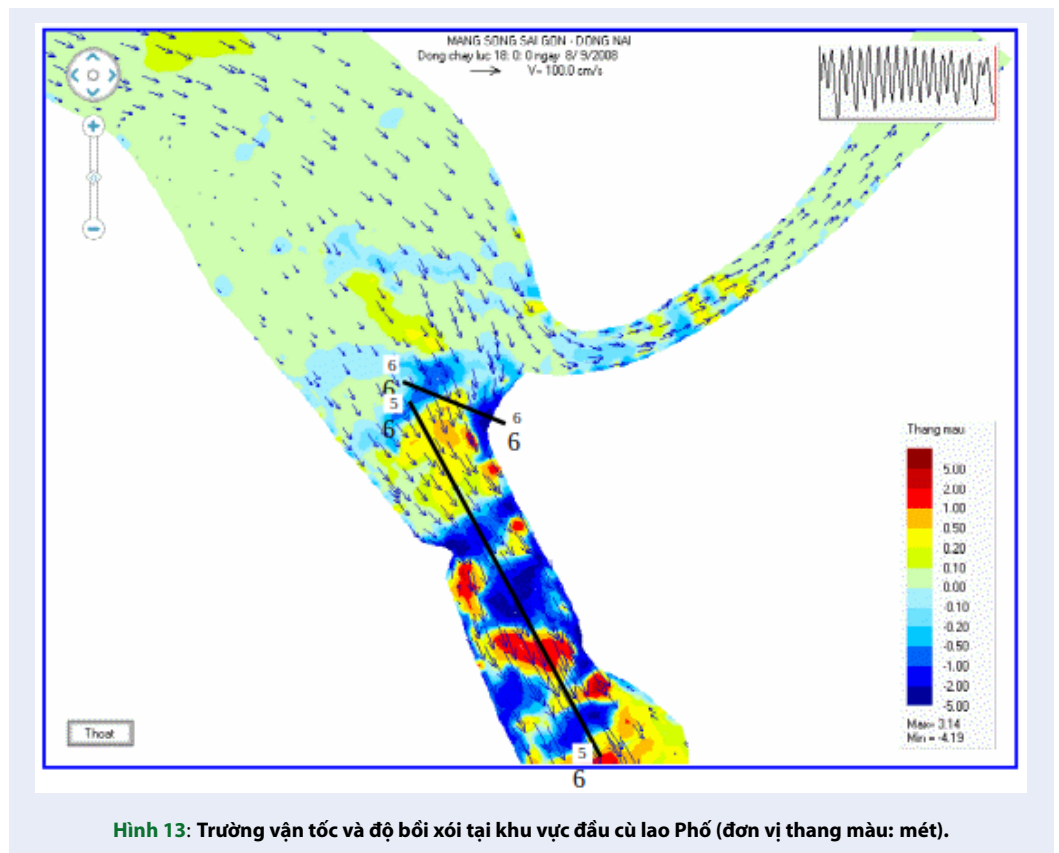 MANG SONG SAI GON - DONG NAI
Dong chay luc 18: 0: 0 ngay 8/ 9/2008
V= 100.0 cm/s
6
6
5
6
6
6
Thang mau
5.00
2.00
1.00
0.50
0.20
0.10
0.00
-0.10
-0.20
-0.50
-1.00
-2.00
-5.00
Max= 3.14
Min = -4.19
Thoat
5
6
Hình 13: Trường vận tốc và độ bồi xói tại khu vực đầu cù lao Phố (đơn vị thang màu: mét).